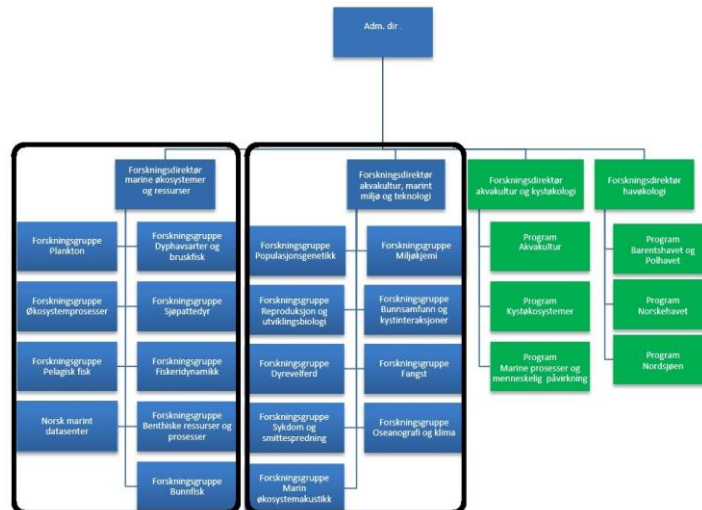 Adm. dir .
Forskningsdirektør
marine økosystemer
og ressurser
Forskningsdirektør
akvakultur, marint
miljø og teknologi
Forskningsdirektør
akvakultur og kystøkologi
Forskningsdirektør
havøkologi
Forskningsgruppe
Plankton
Forskningsgruppe
Dyphavsarter og
bruskfisk
Forskningsgruppe
Økosystemprosesser
Forskningsgruppe
Sjøpattedyr
Forskningsgruppe
Pelagisk fisk
Forskningsgruppe
Fiskeridynamikk
Norsk marint
datasenter
Forskningsgruppe
Benthiske ressurser og
prosesser
Forskningsgruppe
Bunnfisk
Forskningsgruppe
Populasjonsgenetikk
Forskningsgruppe
Miljøkjemi
Forskningsgruppe
Reproduksjon og
utviklingsbiologi
Forskningsgruppe
Bunnsamfunn og
kystinteraksjoner
Forskningsgruppe
Dyrevelferd
Forskningsgruppe
Fangst
Forskningsgruppe
Sykdom og
smittespredning
Forskningsgruppe
Oseanografi og klima
Forskningsgruppe
Marin
økosystemakustikk
Program
Akvakultur
Program
Kystøkosystemer
Program
Marine prosesser og
menneskelig påvirkning
Program
Barentshavet og
Polhavet
Program
Norskehavet
Program
Nordsjøen